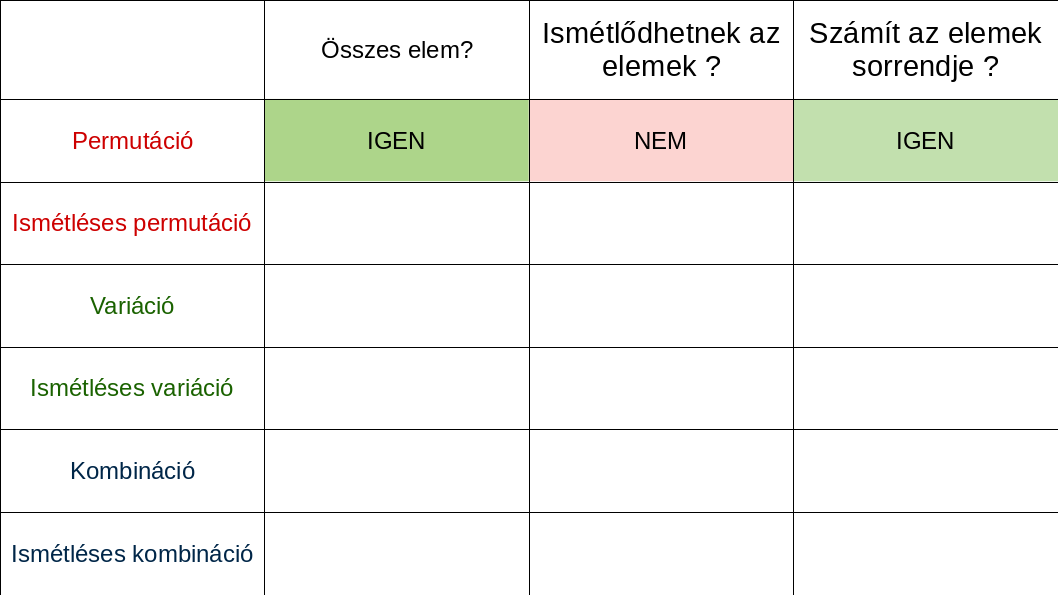 Összes elem?
Ismétlődhetnek az
elemek ?
Számít az elemek
sorrendje ?
Permutáció
IGEN
NEM
IGEN
Ismétléses permutáció
Variáció
Ismétléses variáció
Kombináció
Ismétléses kombináció